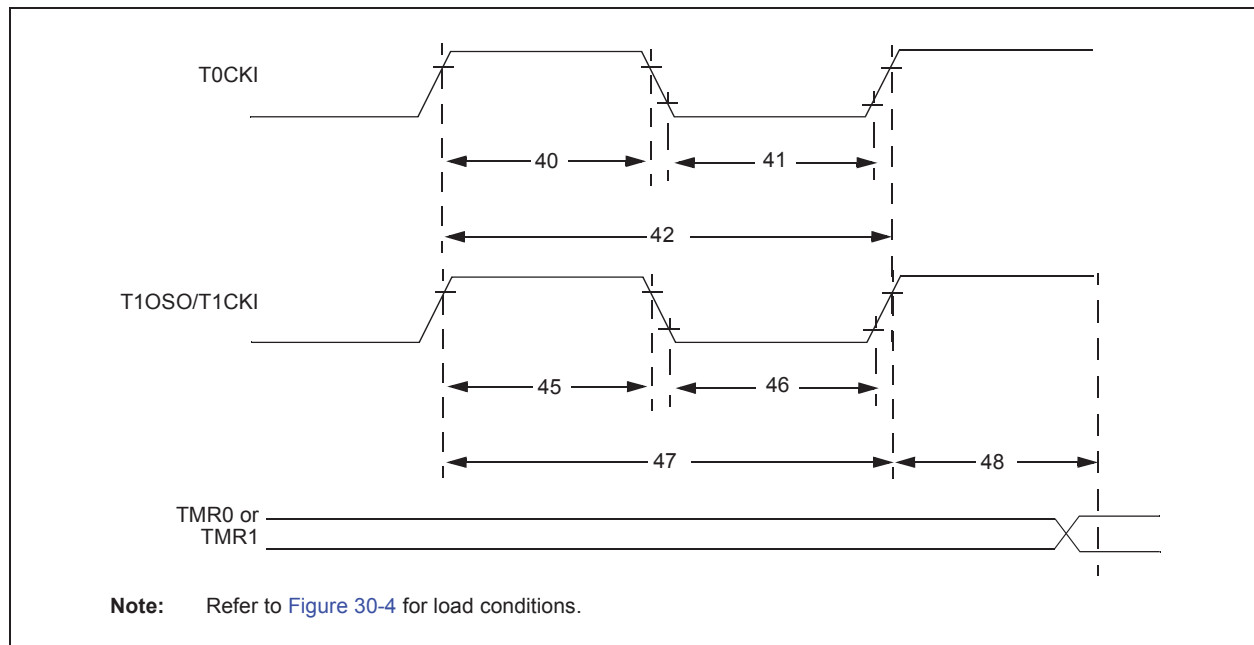 T0CKI
40
41
42
T1OSO/T1CKI
45
46
47
48
TMR0 or
TMR1
Note: Refer to Figure 30-4 for load conditions.